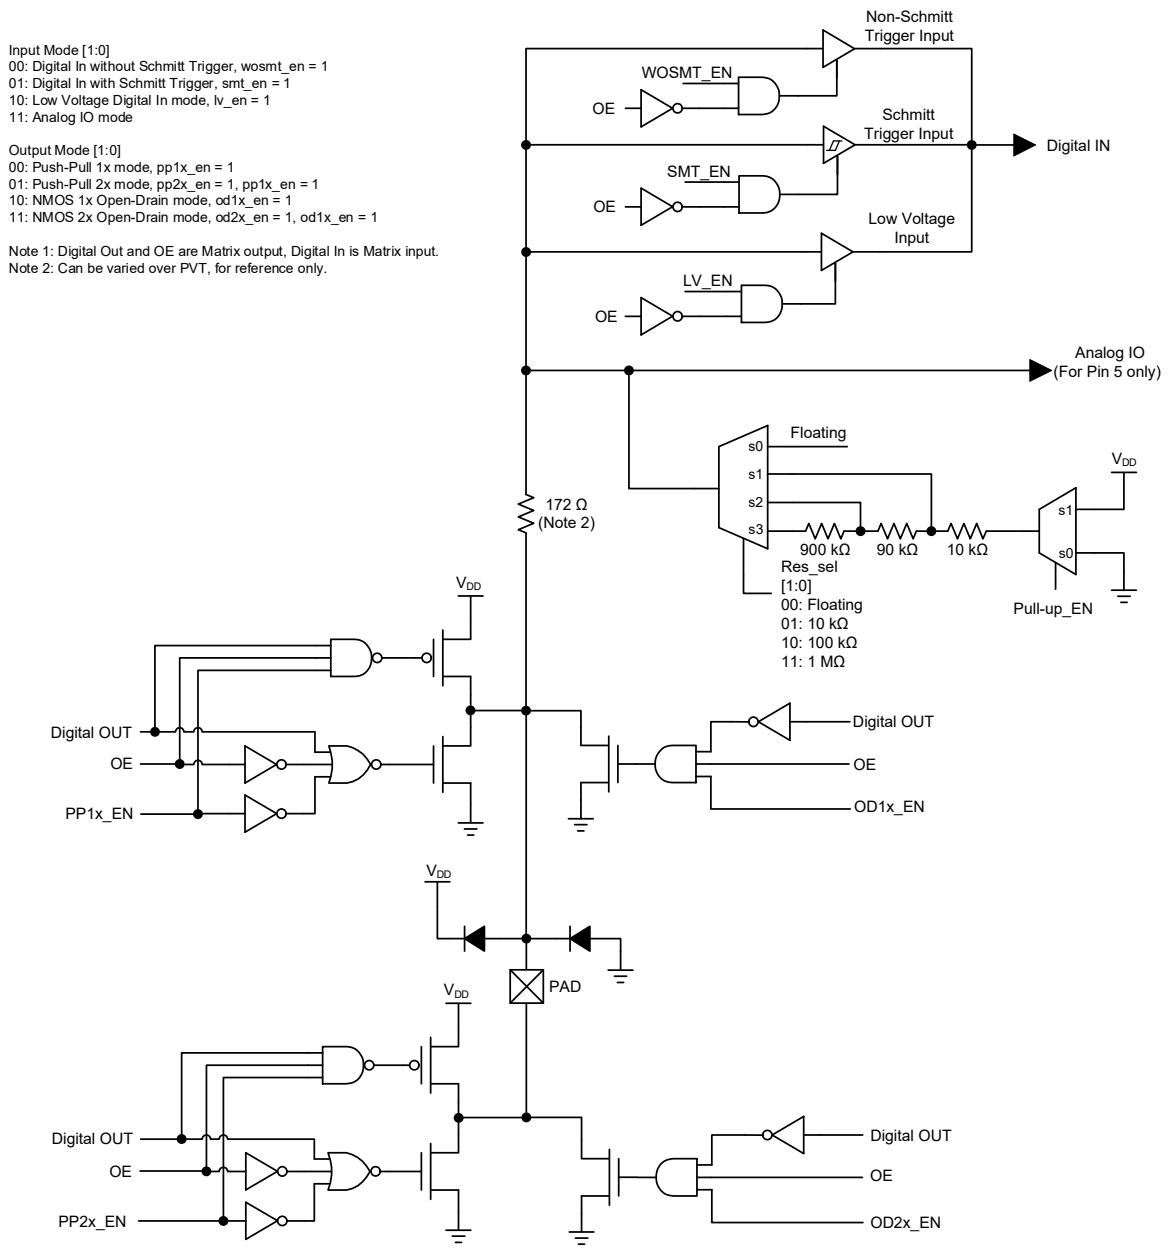 Input Mode [1:0]
00: Digital In without Schmitt Trigger, wosmt_en = 1
01: Digital In with Schmitt Trigger, smt_en = 1
10: Low Voltage Digital In mode, lv_en = 1
11: Analog IO mode
Output Mode [1:0]
00: Push-Pull 1x mode, pp1x_en = 1
01: Push-Pull 2x mode, pp2x_en = 1, pp1x_en = 1
10: NMOS 1x Open-Drain mode, od1x_en = 1
11: NMOS 2x Open-Drain mode, od2x_en = 1, od1x_en = 1
Note 1: Digital Out and OE are Matrix output, Digital In is Matrix input.
Note 2: Can be varied over PVT, for reference only.
Non-Schmitt
Trigger Input
WOSMT_EN
OE
Schmitt
Trigger Input
Digital IN
SMT_EN
OE
Low Voltage
Input
LV_EN
OE
Analog IO
(For Pin 5 only)
s0
Floating
s1
s2
s3
900 kΩ
90 kΩ
10 kΩ
VDD
s1
s0
Pull-up_EN
Res_sel
[1:0]
00: Floating
01: 10 kΩ
10: 100 kΩ
11: 1 MΩ
172 Ω
(Note 2)
VDD
Digital OUT
OE
PP1x_EN
Digital OUT
OE
OD1x_EN
VDD
PAD
VDD
Digital OUT
OE
PP2x_EN
Digital OUT
OE
OD2x_EN